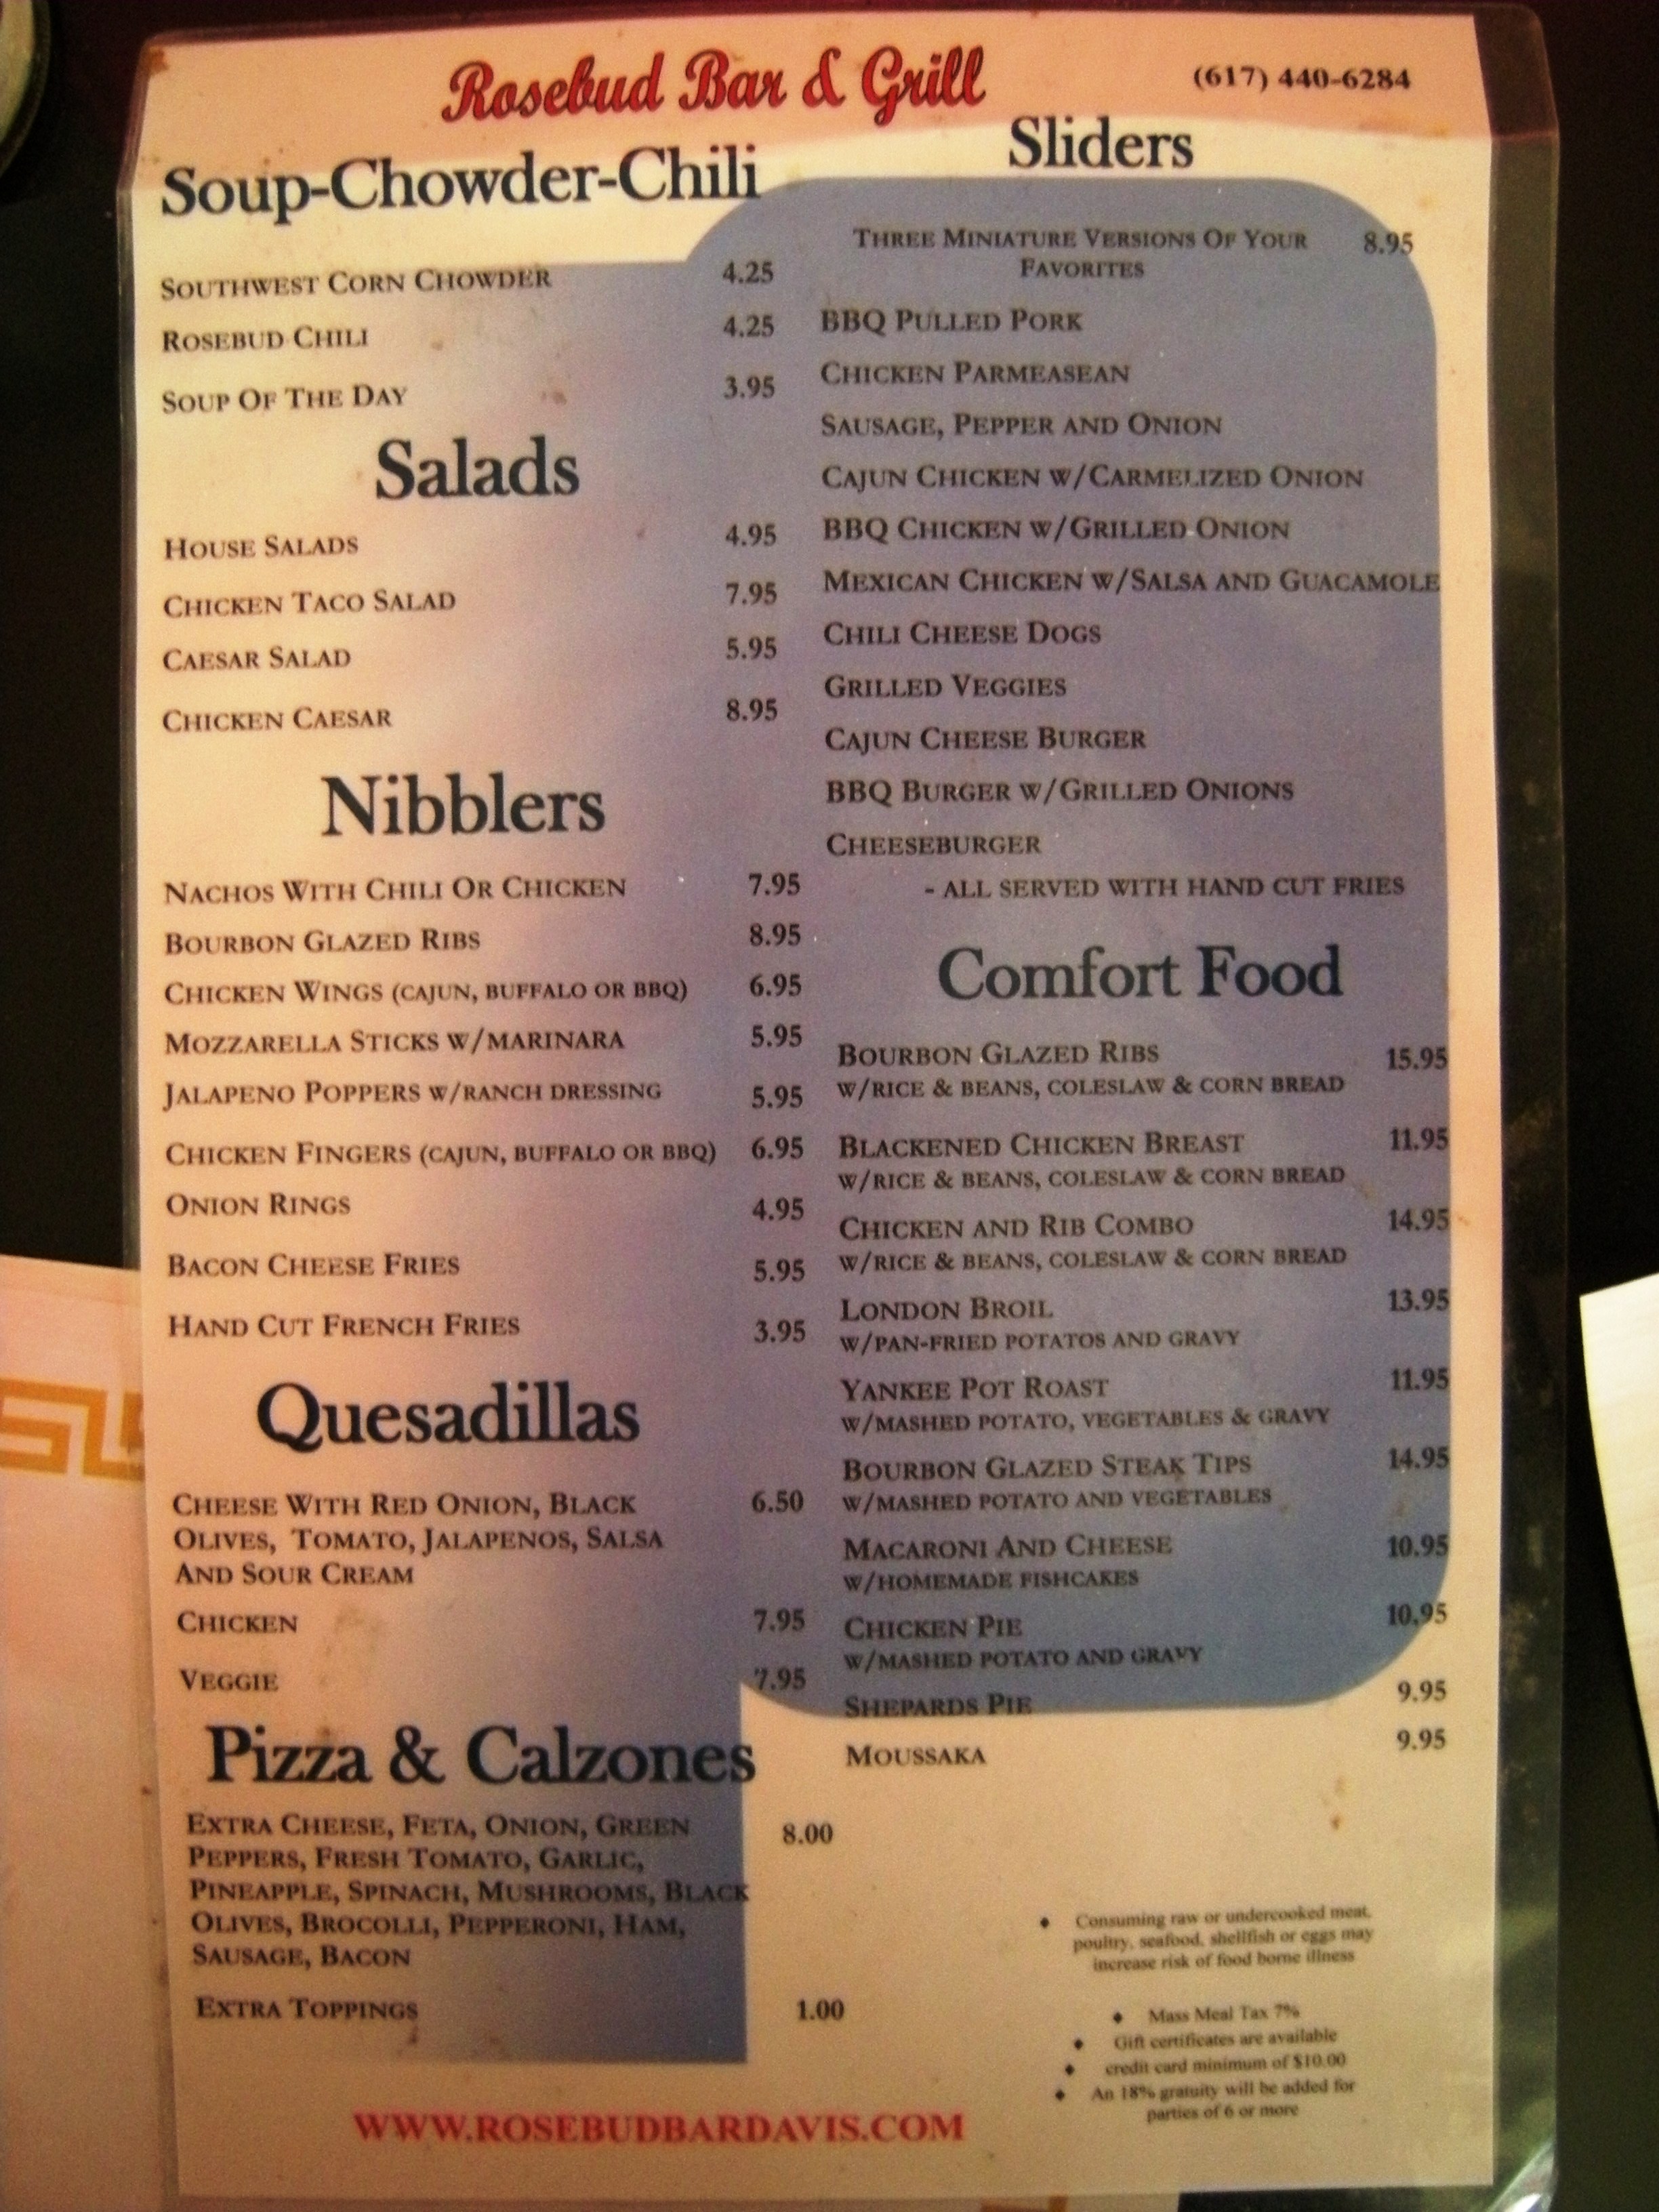 Rosebud Bar & Grill
(617) 440-6284
Soup-Chowder-Chili
SOUTHWEST CORN CHOWDER 4.25
ROSEBUD CHILI 4.25
SOUP OF THE DAY 3.95
Salads
HOUSE SALADS 4.95
CHICKEN TACO SALAD 7.95
CAESAR SALAD 5.95
CHICKEN CAESAR 8.95
Nibblers
NACHOS WITH CHILI OR CHICKEN 7.95
BOURBON GLAZED RIBS 8.95
CHICKEN WINGS (CAJUN, BUFFALO OR BBQ) 6.95
MOZZARELLA STICKS W/MARINARA 5.95
JALAPENO POPPERS W/RANCH DRESSING 5.95
CHICKEN FINGERS (CAJUN, BUFFALO OR BBQ) 6.95
ONION RINGS 4.95
BACON CHEESE FRIES 5.95
HAND CUT FRENCH FRIES 3.95
Quesadillas
CHEESE WITH RED ONION, BLACK 6.50
OLIVES, TOMATO, JALAPENOS, SALSA
AND SOUR CREAM
CHICKEN 7.95
VEGGIE 7.95
Pizza & Calzones
EXTRA CHEESE, FETA, ONION, GREEN 8.00
PEPPERS, FRESH TOMATO, GARLIC,
PINEAPPLE, SPINACH, MUSHROOMS, BLACK
OLIVES, BROCOLLI, PEPPERONI, HAM,
SAUSAGE, BACON
EXTRA TOPPINGS 1.00
Sliders
THREE MINIATURE VERSIONS OF YOUR 8.95
FAVORITES
BBQ PULLED PORK
CHICKEN PARMEASEAN
SAUSAGE, PEPPER AND ONION
CAJUN CHICKEN W/CARMELIZED ONION
BBQ CHICKEN W/GRILLED ONION
MEXICAN CHICKEN W/SALSA AND GUACAMOLE
CHILI CHEESE DOGS
GRILLED VEGGIES
CAJUN CHEESE BURGER
BBQ BURGER W/GRILLED ONIONS
CHEESEBURGER
- ALL SERVED WITH HAND CUT FRIES
Comfort Food
BOURBON GLAZED RIBS 15.95
W/RICE & BEANS, COLESLAW & CORN BREAD
BLACKENED CHICKEN BREAST 11.95
W/RICE & BEANS, COLESLAW & CORN BREAD
CHICKEN AND RIB COMBO 14.95
W/RICE & BEANS, COLESLAW & CORN BREAD
LONDON BROIL 13.95
W/PAN-FRIED POTATOS AND GRAVY
YANKEE POT ROAST 11.95
W/MASHED POTATO, VEGETABLES & GRAVY
BOURBON GLAZED STEAK TIPS 14.95
W/MASHED POTATO AND VEGETABLES
MACARONI AND CHEESE 10.95
W/HOMEMADE FISHCAKES
CHICKEN PIE 10.95
W/MASHED POTATO AND GRAVY
SHEPARDS PIE 9.95
MOUSSAKA 9.95
♦ Consuming raw or undercooked meat,
poultry, seafood, shellfish or eggs may
increase risk of food borne illness
♦ Mass Meal Tax 7%
♦ Gift certificates are available
♦ credit card minimum of $10.00
♦ An 18% gratuity will be added for
parties of 6 or more
WWW.ROSEBUDBARDAVIS.COM